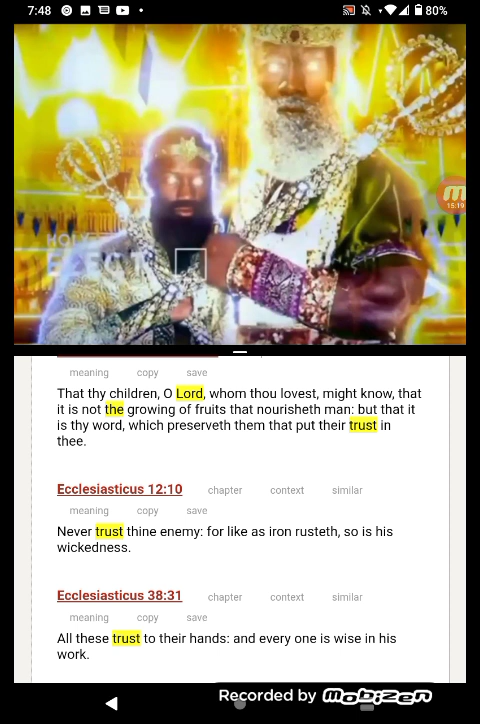 7:48
80%
15:19
HOLY
ELECT
meaning copy save
That thy children, O Lord, whom thou lovest, might know, that
it is not the growing of fruits that nourisheth man: but that it
is thy word, which preserveth them that put their trust in
thee.
Ecclesiasticus 12:10 chapter context similar
meaning copy save
Never trust thine enemy: for like as iron rusteth, so is his
wickedness.
Ecclesiasticus 38:31 chapter context similar
meaning copy save
All these trust to their hands: and every one is wise in his
work.
Recorded by Mobizen